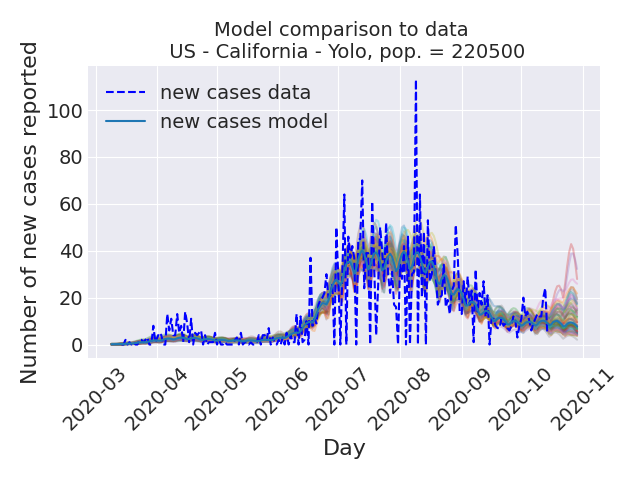 Model comparison to data
US - California - Yolo, pop. = 220500
new cases data
new cases model
Number of new cases reported
100
80
60
40
20
0
2020-03
2020-04
2020-05
2020-06
2020-07
2020-08
2020-09
2020-10
2020-11
Day